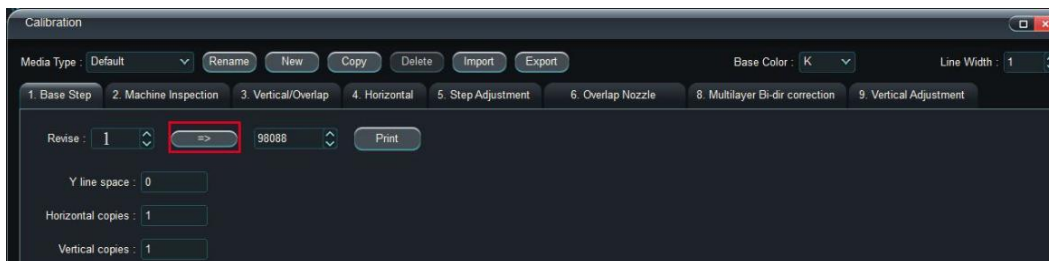 Calibration
Media Type : Default Rename New Copy Delete Import Export Base Color : K Line Width : 1
1. Base Step 2. Machine Inspection 3. Vertical/Overlap 4. Horizontal 5. Step Adjustment 6. Overlap Nozzle 8. Multilayer Bi-dir correction 9. Vertical Adjustment
Revise : 1 => 98088 Print
Y line space : 0
Horizontal copies : 1
Vertical copies : 1